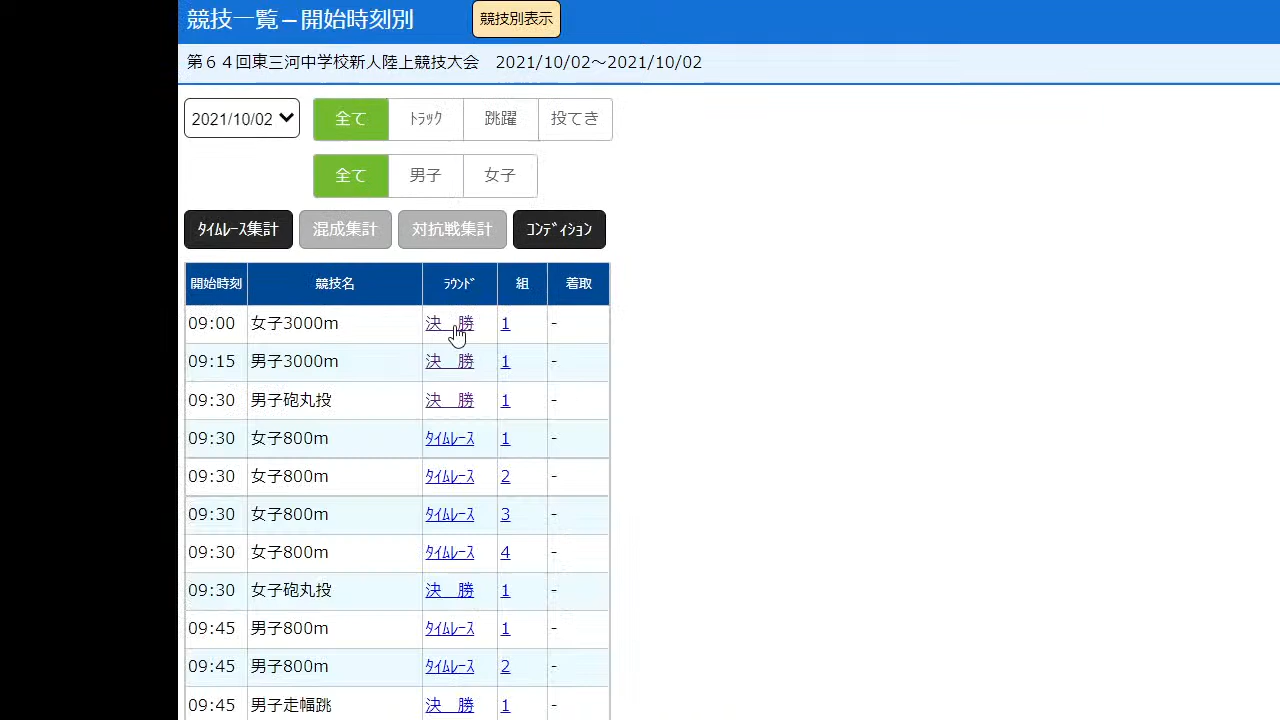 競技一覧－開始時刻別 競技別表示
第６４回東三河中学校新人陸上競技大会　2021/10/02～2021/10/02
2021/10/02 全て ﾄﾗｯｸ 跳躍 投てき
全て 男子 女子
ﾀｲﾑﾚｰｽ集計 混成集計 対抗戦集計 ｺﾝﾃﾞｨｼｮﾝ
開始時刻 競技名 ﾗｳﾝﾄﾞ 組 着取
09:00 女子3000m 決　勝 1 -
09:15 男子3000m 決　勝 1 -
09:30 男子砲丸投 決　勝 1 -
09:30 女子800m ﾀｲﾑﾚｰｽ 1 -
09:30 女子800m ﾀｲﾑﾚｰｽ 2 -
09:30 女子800m ﾀｲﾑﾚｰｽ 3 -
09:30 女子800m ﾀｲﾑﾚｰｽ 4 -
09:30 女子砲丸投 決　勝 1 -
09:45 男子800m ﾀｲﾑﾚｰｽ 1 -
09:45 男子800m ﾀｲﾑﾚｰｽ 2 -
09:45 男子走幅跳 決　勝 1 -